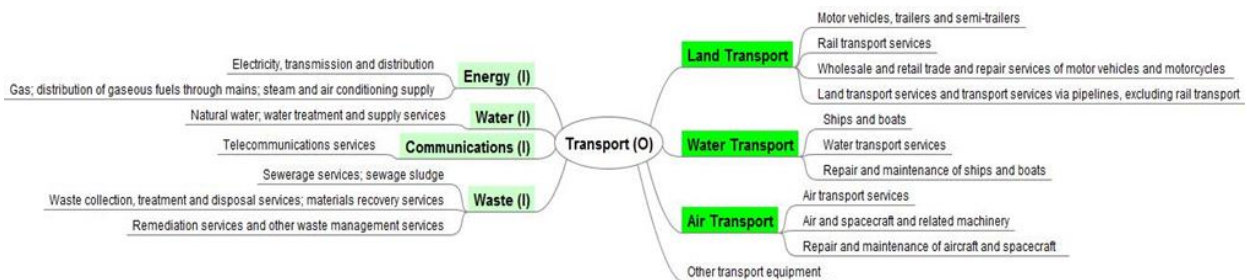 Electricity, transmission and distribution
Gas; distribution of gaseous fuels through mains; steam and air conditioning supply
Energy (I)
Natural water; water treatment and supply services
Water (I)
Telecommunications services
Communications (I)
Sewerage services; sewage sludge
Waste collection, treatment and disposal services; materials recovery services
Remediation services and other waste management services
Waste (I)
Transport (O)
Land Transport
Motor vehicles, trailers and semi-trailers
Rail transport services
Wholesale and retail trade and repair services of motor vehicles and motorcycles
Land transport services and transport services via pipelines, excluding rail transport
Water Transport
Ships and boats
Water transport services
Repair and maintenance of ships and boats
Air Transport
Air transport services
Air and spacecraft and related machinery
Repair and maintenance of aircraft and spacecraft
Other transport equipment